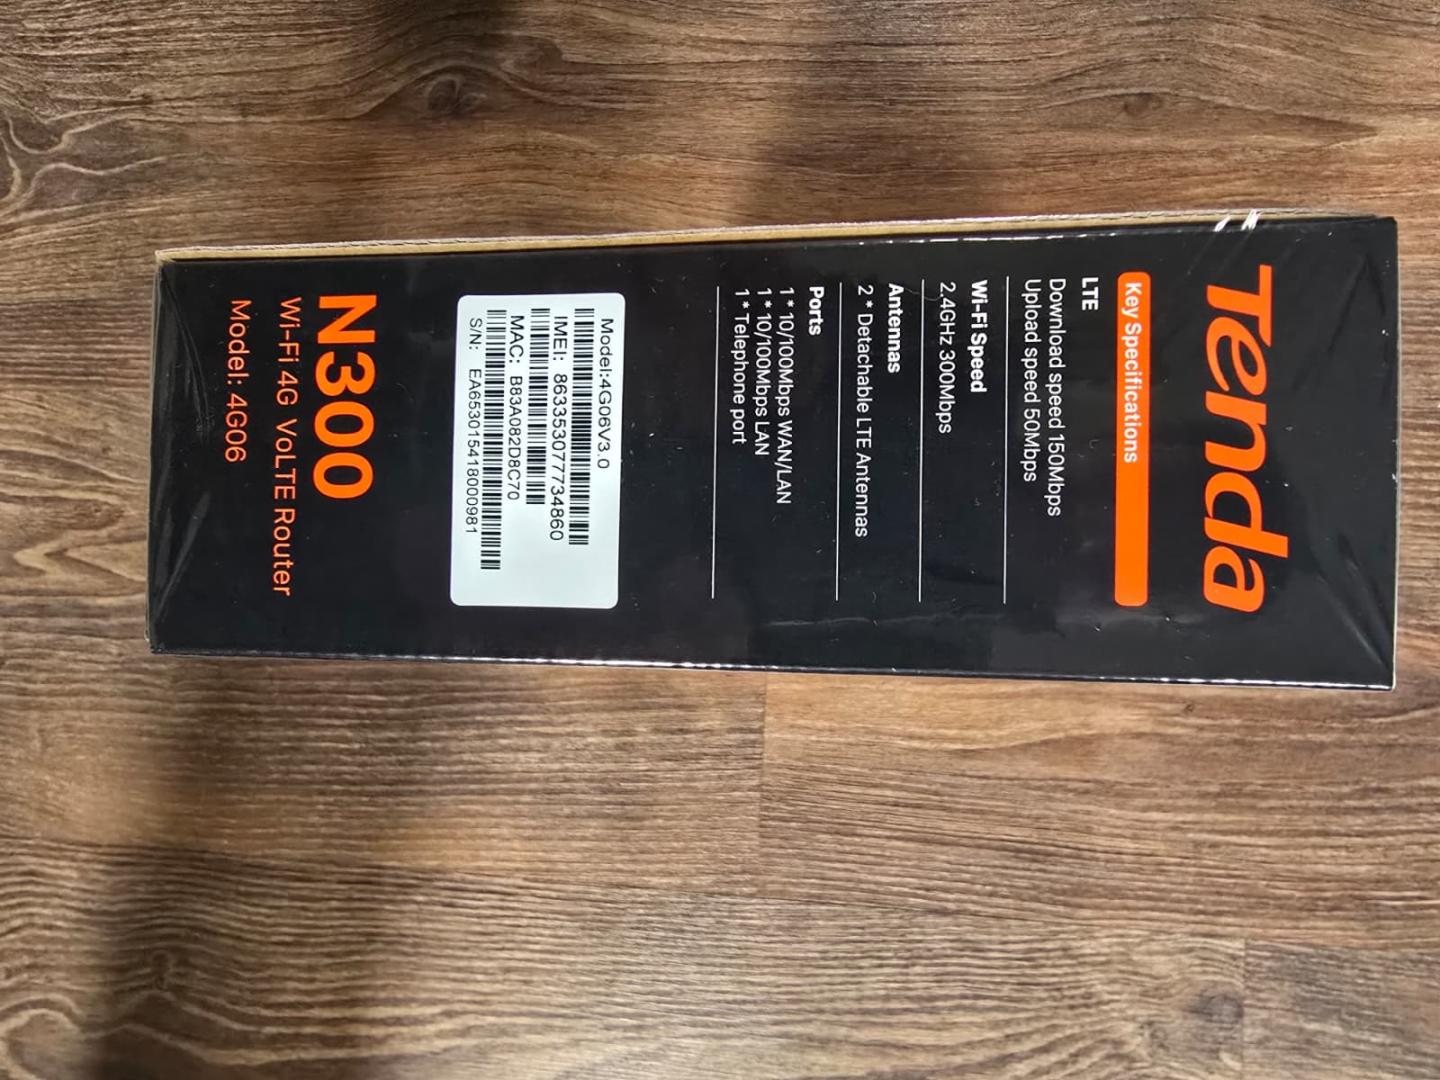 Tenda
Key Specifications
LTE
Download speed 150Mbps
Upload speed 50Mbps
Wi-Fi Speed
2.4GHz 300Mbps
Antennas
2 * Detachable LTE Antennas
Ports
1 * 10/100Mbps WAN/LAN
1 * 10/100Mbps LAN
1 * Telephone port
Model:4G06V3.0
IMEI: 863353077734860
MAC: B83A082D8C70
S/N: EA653015418000981
N300
Wi-Fi 4G VoLTE Router
Model: 4G06